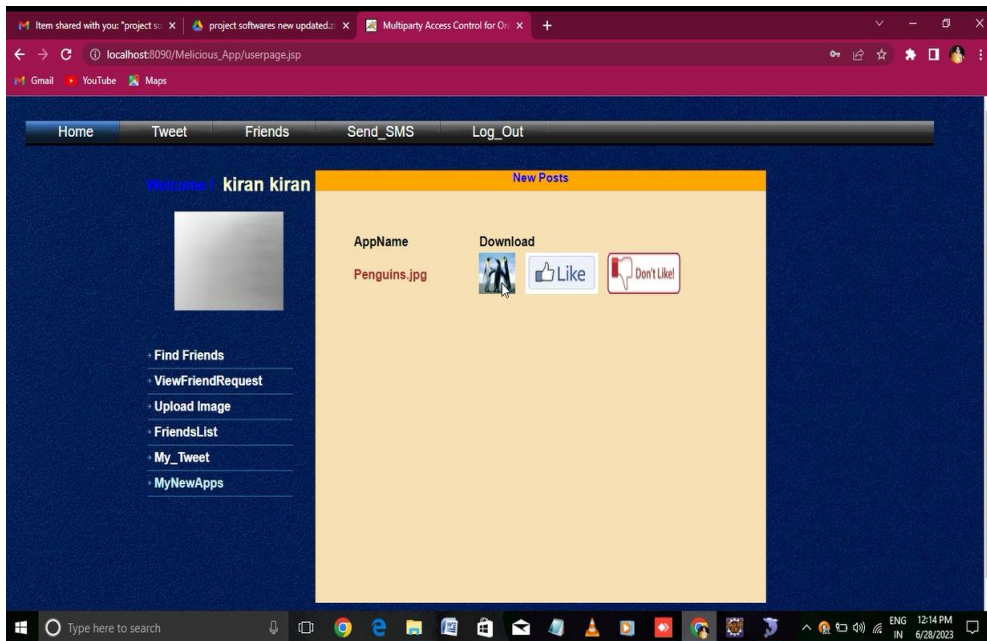 Item shared with you: "project so
project softwares new updated.z
Multiparty Access Control for On
localhost:8090/Melicious_App/userpage.jsp
Gmail YouTube Maps
Home Tweet Friends Send_SMS Log_Out
Welcome ! kiran kiran
New Posts
AppName Download
Penguins.jpg Like Don't Like!
Find Friends
ViewFriendRequest
Upload Image
FriendsList
My_Tweet
MyNewApps
Type here to search
ENG 12:14 PM
IN 6/28/2023